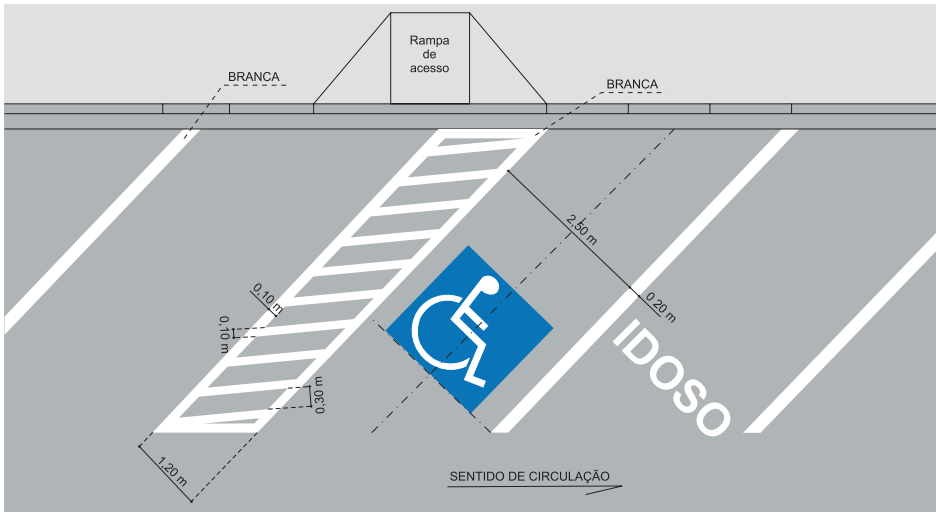 Rampa
de
acesso
BRANCA
BRANCA
2,50 m
0,20 m
0,10 m
0,10 m
0,30 m
IDOSO
1,20 m
SENTIDO DE CIRCULAÇÃO